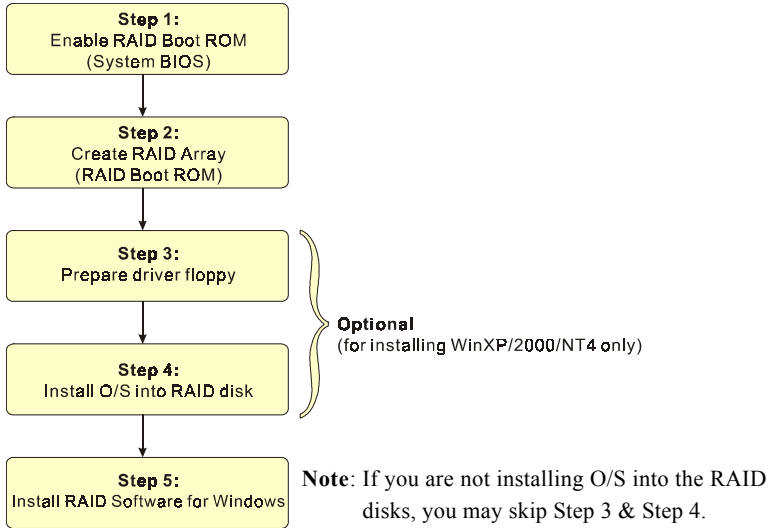 Step 1:
Enable RAID Boot ROM
(System BIOS)
Step 2:
Create RAID Array
(RAID Boot ROM)
Step 3:
Prepare driver floppy
Step 4:
Install O/S into RAID disk
Optional
(for installing WinXP/2000/NT4 only)
Step 5:
Install RAID Software for Windows
Note: If you are not installing O/S into the RAID
disks, you may skip Step 3 & Step 4.